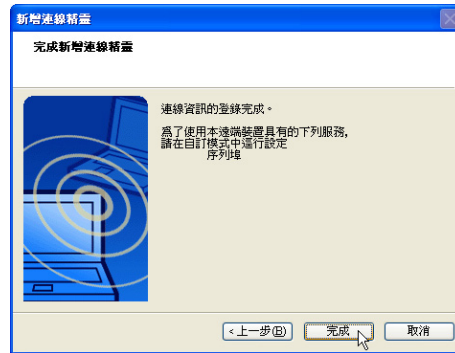 新增連線精靈
完成新增連線精靈
連線資訊的登錄完成。
為了使用本遠端裝置具有的下列服務,
請在自訂模式中進行設定
序列埠
<上一步(B)
完成
取消